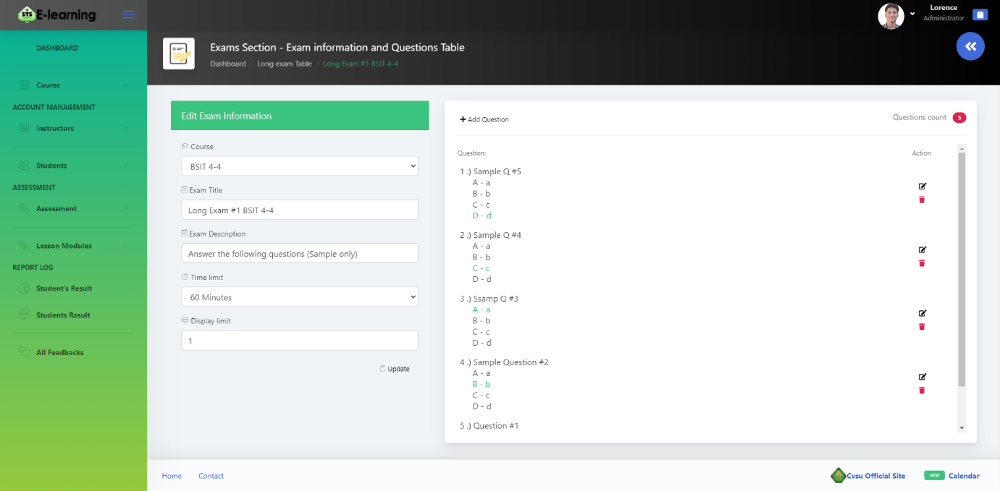 STS E-learning
Lorence
Administrator
DASHBOARD
Course
ACCOUNT MANAGEMENT
Instructors
Students
ASSESSMENT
Assessment
Lesson Modules
REPORT LOG
Student's Result
Students Result
All Feedbacks
Exams Section - Exam information and Questions Table
Dashboard / Long exam Table / Long Exam #1 BSIT 4-4
Edit Exam Information
Course
BSIT 4-4
Exam Title
Long Exam #1 BSIT 4-4
Exam Description
Answer the following questions (Sample only)
Time limit
60 Minutes
Display limit
1
Update
Add Question
Questions count 5
Question: Action
1 .) Sample Q #5
A - a
B - b
C - c
D - d
2 .) Sample Q #4
A - a
B - b
C - c
D - d
3 .) Ssamp Q #3
A - a
B - b
C - c
D - d
4 .) Sample Question #2
A - a
B - b
C - c
D - d
5 .) Question #1
Home Contact
Cvsu Official Site NEW Calendar